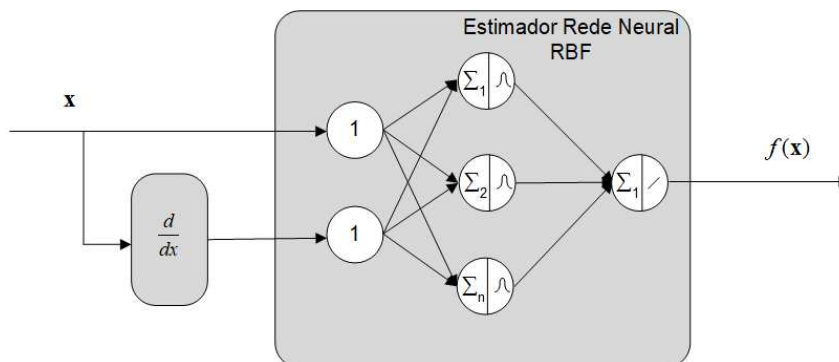 Estimador Rede Neural
RBF
x
1
Σ1
f(x)
Σ2
Σ1
d
dx
1
Σn